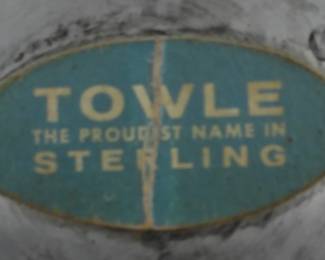 TOWLE
THE PROUDEST NAME IN
STERLING